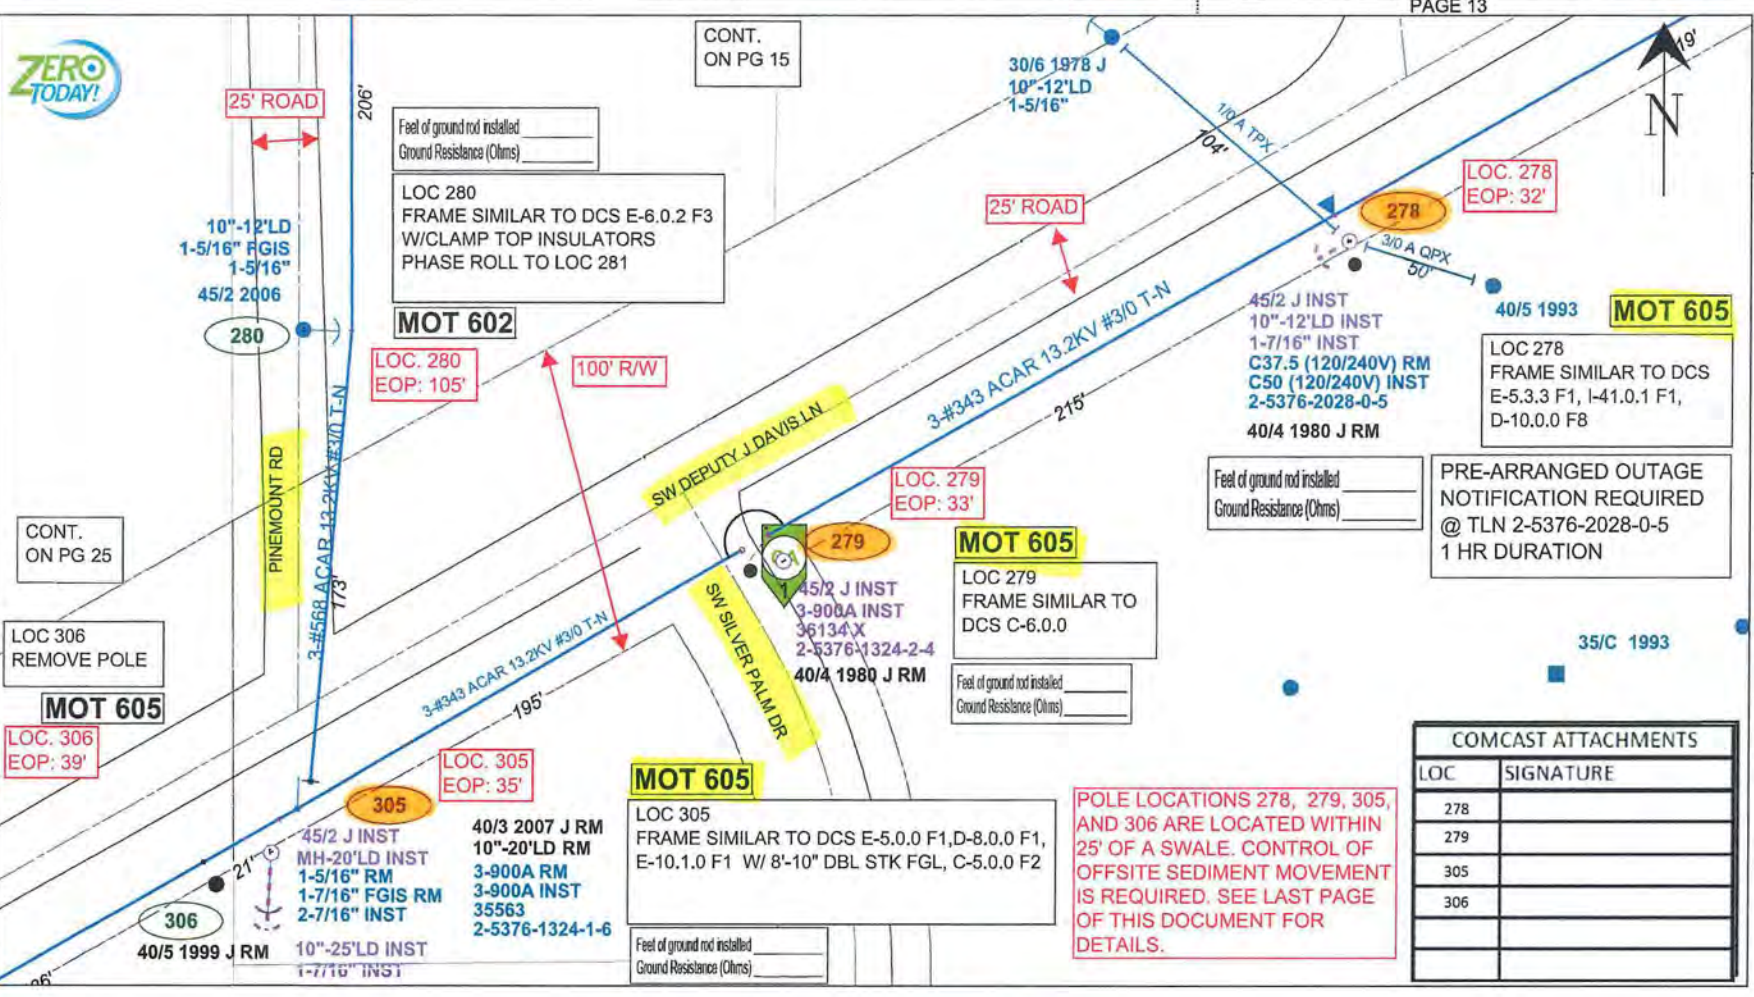 PAGE 13
ZERO
TODAY!
25' ROAD
206'
CONT.
ON PG 15
30/6 1978 J
10"-12'LD
1-5/16"
1/0 A TPX
104'
19'
N
Feet of ground rod installed
Ground Resistance (Ohms)
LOC 280
FRAME SIMILAR TO DCS E-6.0.2 F3
W/CLAMP TOP INSULATORS
PHASE ROLL TO LOC 281
MOT 602
10"-12'LD
1-5/16" FGIS
1-5/16"
45/2 2006
280
LOC. 280
EOP: 105'
100' R/W
25' ROAD
LOC. 278
EOP: 32'
278
3/0 A QPX
50'
40/5 1993
MOT 605
45/2 J INST
10"-12'LD INST
1-7/16" INST
C37.5 (120/240V) RM
C50 (120/240V) INST
2-5376-2028-0-5
40/4 1980 J RM
LOC 278
FRAME SIMILAR TO DCS
E-5.3.3 F1, I-41.0.1 F1,
D-10.0.0 F8
Feet of ground rod installed
Ground Resistance (Ohms)
PRE-ARRANGED OUTAGE
NOTIFICATION REQUIRED
@ TLN 2-5376-2028-0-5
1 HR DURATION
3-#343 ACAR 13.2KV #3/0 T-N
215'
SW DEPUTY J DAVIS LN
PINEMOUNT RD
3-#568 ACAR 13.2KV #3/0 T-N
173'
CONT.
ON PG 25
LOC 306
REMOVE POLE
MOT 605
LOC. 306
EOP: 39'
LOC. 279
EOP: 33'
279
MOT 605
LOC 279
FRAME SIMILAR TO
DCS C-6.0.0
1
45/2 J INST
3-900A INST
36134 X
2-5376-1324-2-4
40/4 1980 J RM
Feet of ground rod installed
Ground Resistance (Ohms)
SW SILVER PALM DR
3-#343 ACAR 13.2KV #3/0 T-N
195'
35/C 1993
LOC. 305
EOP: 35'
305
45/2 J INST
MH-20'LD INST
1-5/16" RM
1-7/16" FGIS RM
2-7/16" INST
10"-25'LD INST
1-7/16" INST
40/3 2007 J RM
10"-20'LD RM
3-900A RM
3-900A INST
35563
2-5376-1324-1-6
21'
306
40/5 1999 J RM
MOT 605
LOC 305
FRAME SIMILAR TO DCS E-5.0.0 F1,D-8.0.0 F1,
E-10.1.0 F1 W/ 8'-10" DBL STK FGL, C-5.0.0 F2
Feet of ground rod installed
Ground Resistance (Ohms)
POLE LOCATIONS 278, 279, 305,
AND 306 ARE LOCATED WITHIN
25' OF A SWALE. CONTROL OF
OFFSITE SEDIMENT MOVEMENT
IS REQUIRED. SEE LAST PAGE
OF THIS DOCUMENT FOR
DETAILS.
COMCAST ATTACHMENTS
LOC SIGNATURE
278
279
305
306